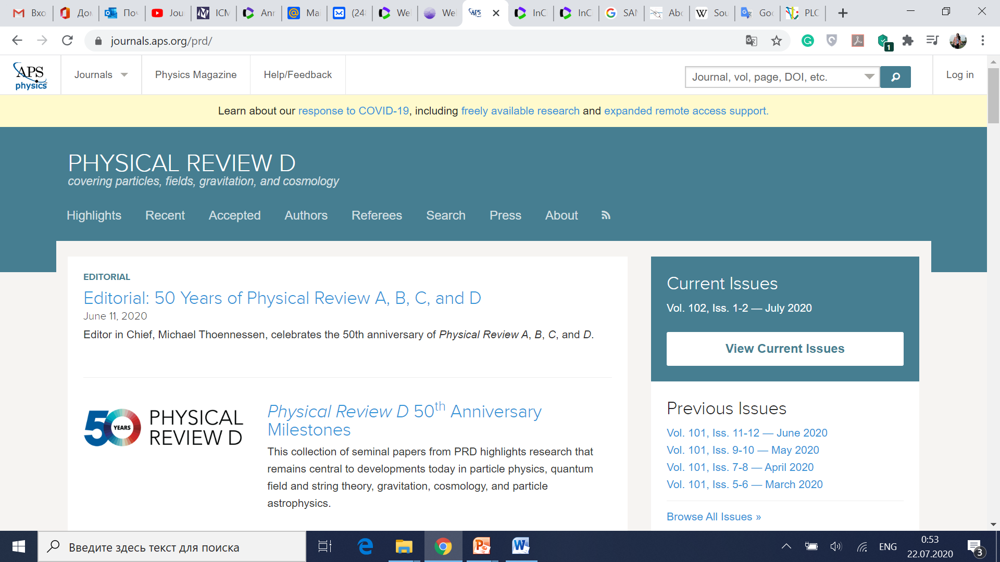 Вхо
До
По
Jou
ICM
Anr
Mai
(24
We
We
InC
InC
SAN
Abc
Sou
Goo
PLC
journals.aps.org/prd/
1
APS
physics
Journals
Physics Magazine
Help/Feedback
Journal, vol, page, DOI, etc.
Log in
Learn about our response to COVID-19, including freely available research and expanded remote access support.
PHYSICAL REVIEW D
covering particles, fields, gravitation, and cosmology
Highlights Recent Accepted Authors Referees Search Press About
EDITORIAL
Editorial: 50 Years of Physical Review A, B, C, and D
June 11, 2020
Editor in Chief, Michael Thoennessen, celebrates the 50th anniversary of Physical Review A, B, C, and D.
50 YEARS
PHYSICAL
REVIEW D
Physical Review D 50th Anniversary
Milestones
This collection of seminal papers from PRD highlights research that
remains central to developments today in particle physics, quantum
field and string theory, gravitation, cosmology, and particle
astrophysics.
Current Issues
Vol. 102, Iss. 1-2 — July 2020
View Current Issues
Previous Issues
Vol. 101, Iss. 11-12 — June 2020
Vol. 101, Iss. 9-10 — May 2020
Vol. 101, Iss. 7-8 — April 2020
Vol. 101, Iss. 5-6 — March 2020
Browse All Issues »
Введите здесь текст для поиска
ENG
0:53
22.07.2020
3